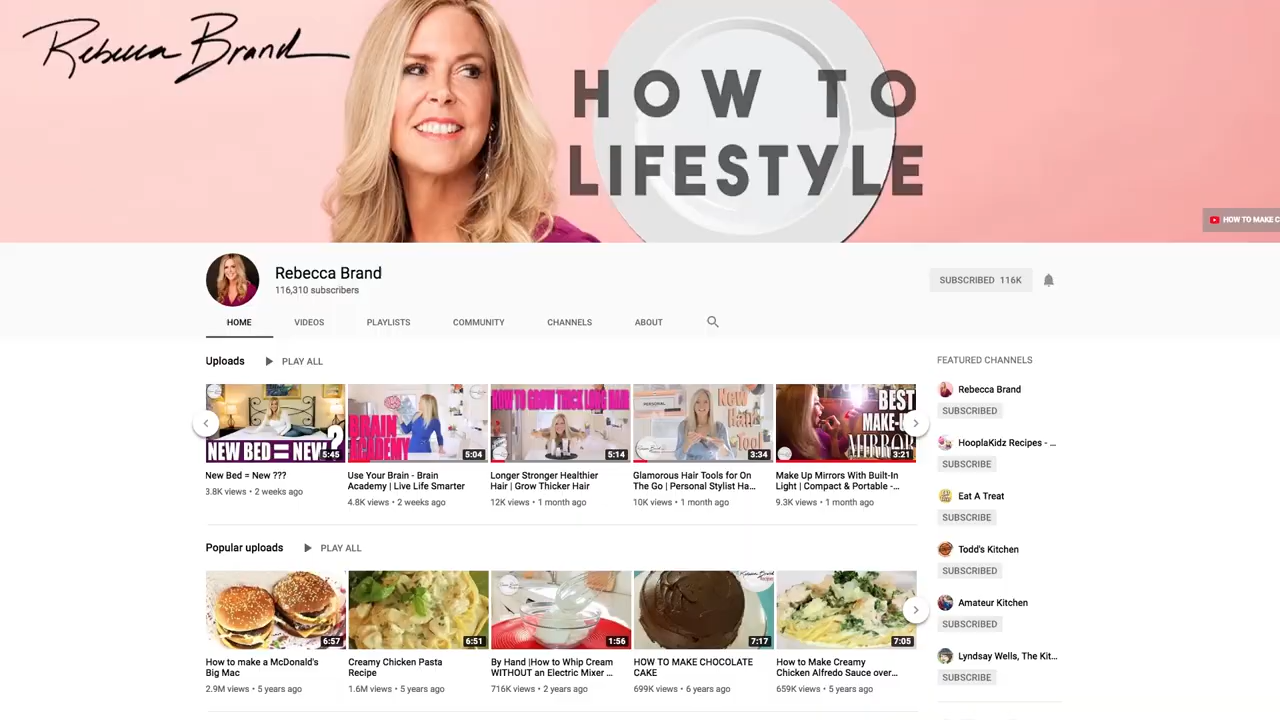 Rebecca Brand
HOW TO
LIFESTYLE
HOW TO MAKE C
Rebecca Brand
116,310 subscribers
SUBSCRIBED 116K
HOME VIDEOS PLAYLISTS COMMUNITY CHANNELS ABOUT
Uploads PLAY ALL
NEW BED = NEW ?
5:45
BRAIN
ACADEMY
5:04
HOW TO GROW THICK LONG HAIR
5:14
New
Hair
Tool
3:34
BEST
MAKE-UP
MIRROR
3:21
New Bed = New ???
3.8K views • 2 weeks ago
Use Your Brain - Brain
Academy | Live Life Smarter
4.8K views • 2 weeks ago
Longer Stronger Healthier
Hair | Grow Thicker Hair
12K views • 1 month ago
Glamorous Hair Tools for On
The Go | Personal Stylist Ha...
10K views • 1 month ago
Make Up Mirrors With Built-In
Light | Compact & Portable -...
9.3K views • 1 month ago
Popular uploads PLAY ALL
6:57
6:51
1:56
Rebecca Brand
7:17
7:05
How to make a McDonald's
Big Mac
2.9M views • 5 years ago
Creamy Chicken Pasta
Recipe
1.6M views • 5 years ago
By Hand |How to Whip Cream
WITHOUT an Electric Mixer ...
716K views • 2 years ago
HOW TO MAKE CHOCOLATE
CAKE
699K views • 6 years ago
How to Make Creamy
Chicken Alfredo Sauce over...
659K views • 5 years ago
FEATURED CHANNELS
Rebecca Brand
SUBSCRIBED
HooplaKidz Recipes - ...
SUBSCRIBE
Eat A Treat
SUBSCRIBE
Todd's Kitchen
SUBSCRIBED
Amateur Kitchen
SUBSCRIBED
Lyndsay Wells, The Kit...
SUBSCRIBE